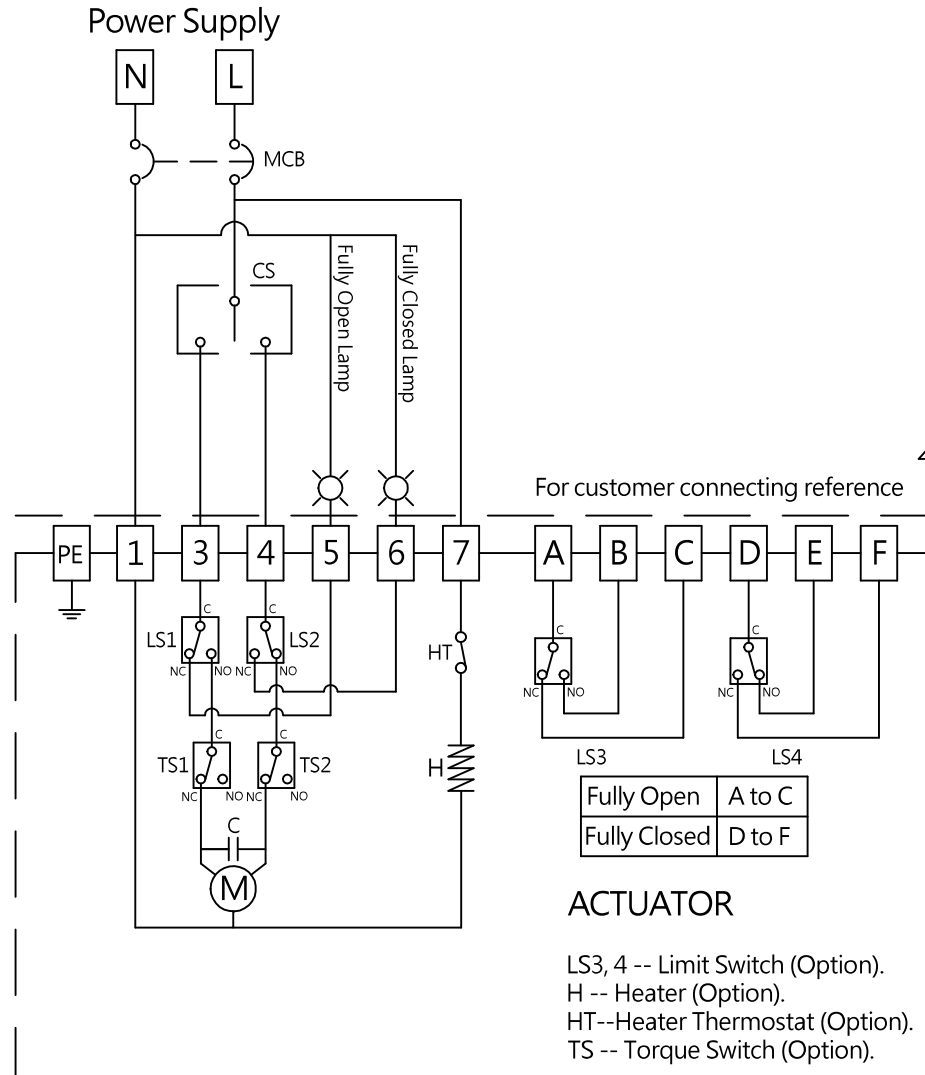 Power Supply
N L
MCB
CS
Fully Open Lamp
Fully Closed Lamp
For customer connecting reference
PE 1 3 4 5 6 7 A B C D E F
C C
LS1 LS2
NC NO NC NO
HT
C C
NC NO NC NO
LS3 LS4
C C
TS1 TS2
NC NO NC NO
H
C
M
Fully Open A to C
Fully Closed D to F
ACTUATOR
LS3, 4 -- Limit Switch (Option).
H -- Heater (Option).
HT--Heater Thermostat (Option).
TS -- Torque Switch (Option).